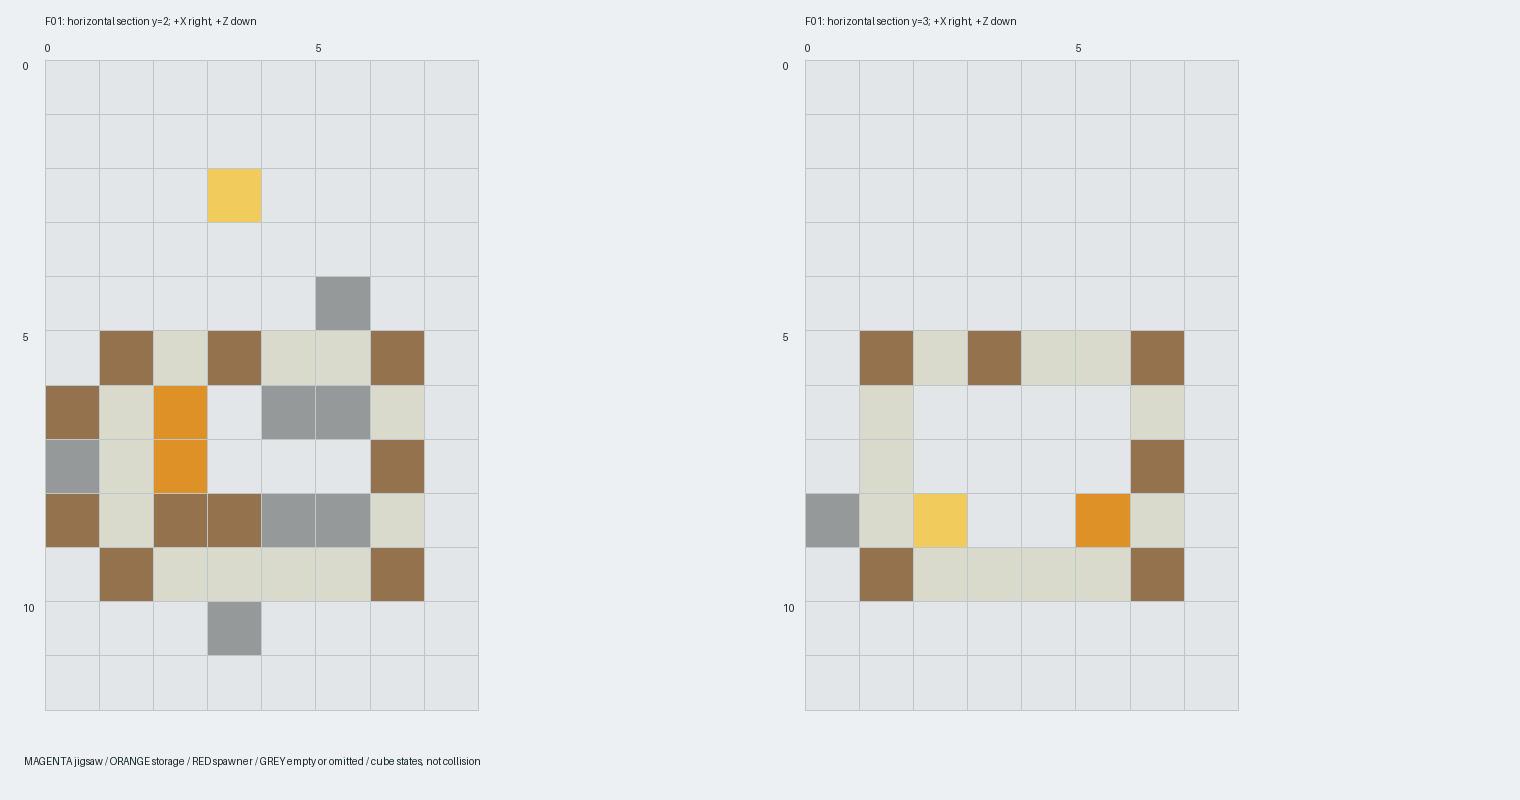 F01: horizontal section y=2; +X right, +Z down
F01: horizontal section y=3; +X right, +Z down
0 5
0 5
0
0
5
5
10
10
MAGENTA jigsaw / ORANGE storage / RED spawner / GREY empty or omitted / cube states, not collision